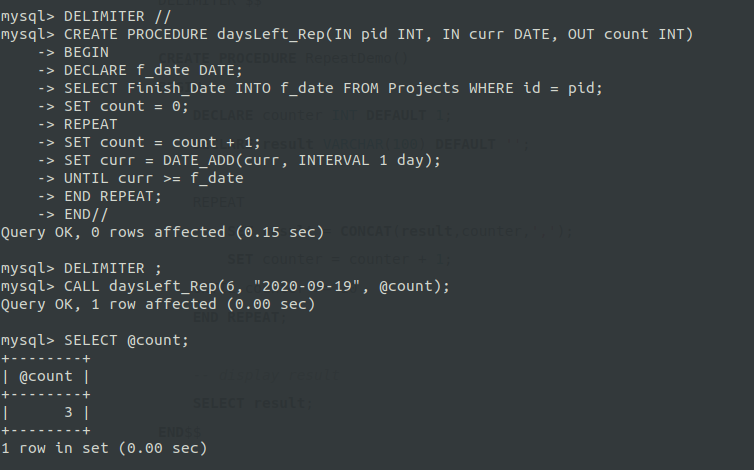 mysql> DELIMITER //
mysql> CREATE PROCEDURE daysLeft_Rep(IN pid INT, IN curr DATE, OUT count INT)
    -> BEGIN
    -> DECLARE f_date DATE;
    -> SELECT Finish_Date INTO f_date FROM Projects WHERE id = pid;
    -> SET count = 0;
    -> REPEAT
    -> SET count = count + 1;
    -> SET curr = DATE_ADD(curr, INTERVAL 1 day);
    -> UNTIL curr >= f_date
    -> END REPEAT;
    -> END//
Query OK, 0 rows affected (0.15 sec)

mysql> DELIMITER ;
mysql> CALL daysLeft_Rep(6, "2020-09-19", @count);
Query OK, 1 row affected (0.00 sec)

mysql> SELECT @count;
+--------+
| @count |
+--------+
|      3 |
+--------+
1 row in set (0.00 sec)